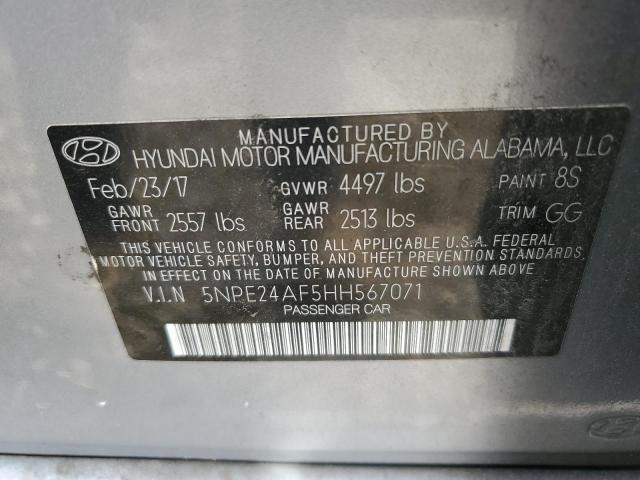 MANUFACTURED BY
HYUNDAI MOTOR MANUFACTURING ALABAMA, LLC
Feb/23/17 GVWR 4497 lbs PAINT 8S
GAWR FRONT 2557 lbs GAWR REAR 2513 lbs TRIM GG
THIS VEHICLE CONFORMS TO ALL APPLICABLE U.S.A. FEDERAL
MOTOR VEHICLE SAFETY, BUMPER, AND THEFT PREVENTION STANDARDS
IN EFFECT ON THE DATE OF MANUFACTURE SHOWN ABOVE
V.I.N 5NPE24AF5HH567071
PASSENGER CAR